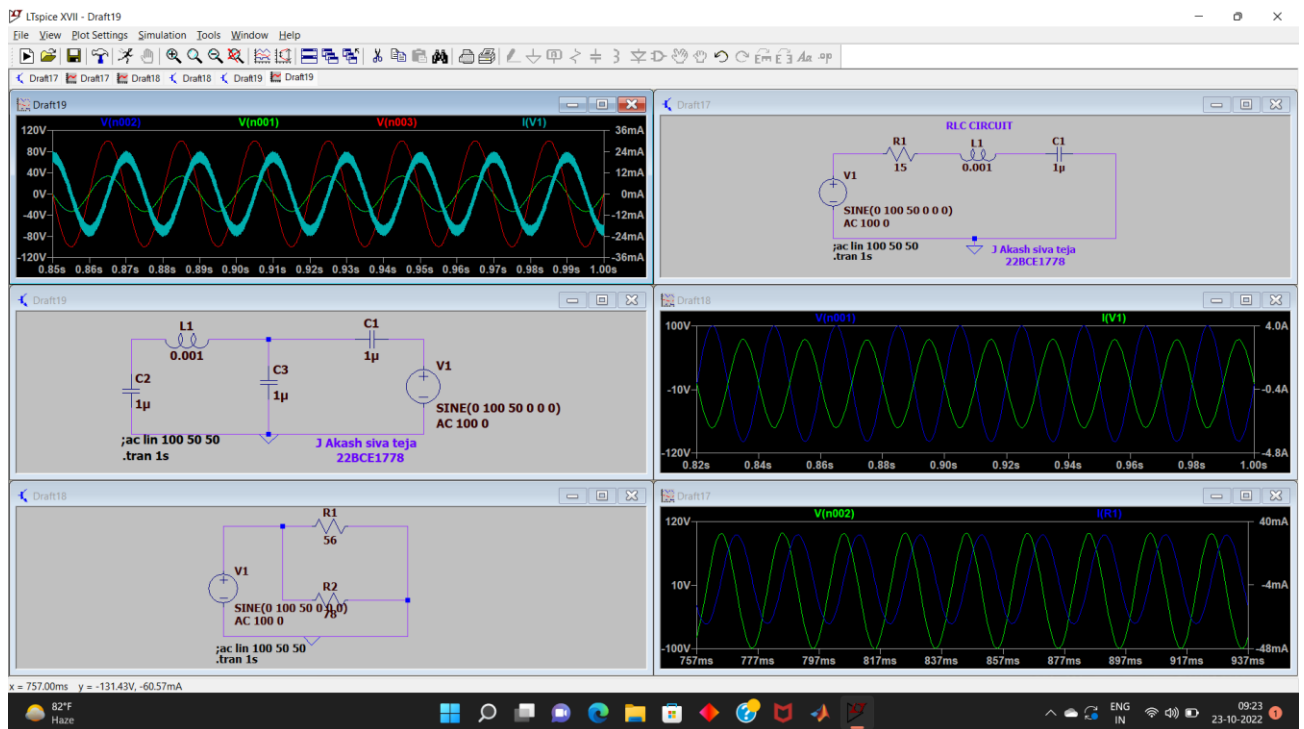 LTspice XVII - Draft19
File View Plot Settings Simulation Tools Window Help
Draft17 Draft17 Draft18 Draft18 Draft19 Draft19
Draft19
V(n002) V(n001) V(n003) I(V1)
120V 36mA
80V 24mA
40V 12mA
0V 0mA
-40V -12mA
-80V -24mA
-120V -36mA
0.85s 0.86s 0.87s 0.88s 0.89s 0.90s 0.91s 0.92s 0.93s 0.94s 0.95s 0.96s 0.97s 0.98s 0.99s 1.00s
Draft17
RLC CIRCUIT
R1 L1 C1
15 0.001 1µ
V1
SINE(0 100 50 0 0 0)
AC 100 0
;ac lin 100 50 50
.tran 1s
J Akash siva teja
22BCE1778
Draft19
L1 C1
0.001 1µ
C2 C3 V1
1µ 1µ
SINE(0 100 50 0 0 0)
AC 100 0
;ac lin 100 50 50
.tran 1s
J Akash siva teja
22BCE1778
Draft18
V(n001) I(V1)
100V 4.0A
-10V -0.4A
-120V -4.8A
0.82s 0.84s 0.86s 0.88s 0.90s 0.92s 0.94s 0.96s 0.98s 1.00s
Draft18
R1
56
V1 R2
78
SINE(0 100 50 0 0 0)
AC 100 0
;ac lin 100 50 50
.tran 1s
Draft17
V(n002) I(R1)
120V 40mA
10V -4mA
-100V -48mA
757ms 777ms 797ms 817ms 837ms 857ms 877ms 897ms 917ms 937ms
x = 757.00ms y = -131.43V, -60.57mA
82°F
Haze
ENG
IN
09:23
23-10-2022
1